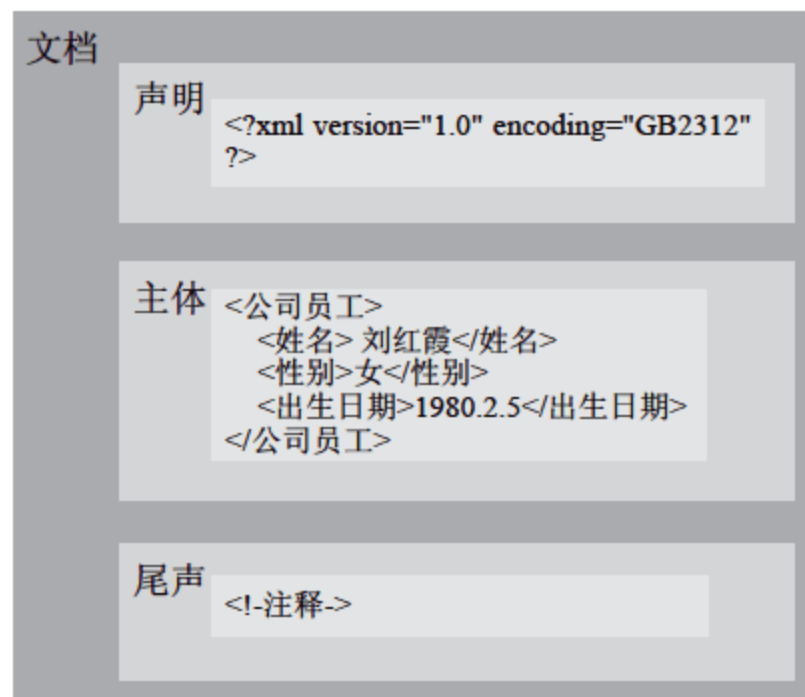 文档
声明
<?xml version="1.0" encoding="GB2312"
?>
主体
<公司员工>
<姓名> 刘红霞</姓名>
<性别>女</性别>
<出生日期>1980.2.5</出生日期>
</公司员工>
尾声
<!-注释->